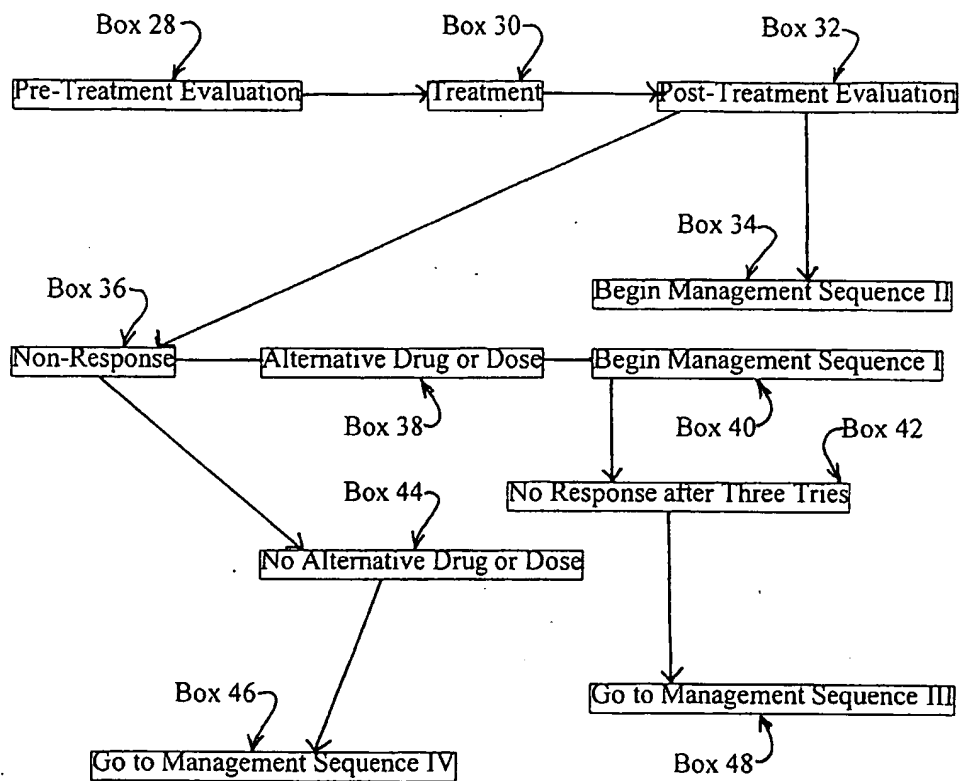 Box 28
Box 30
Box 32
Pre-Treatment Evaluation
Treatment
Post-Treatment Evaluation
Box 34
Begin Management Sequence II
Box 36
Non-Response
Alternative Drug or Dose
Begin Management Sequence I
Box 38
Box 40
Box 42
Box 44
No Response after Three Tries
No Alternative Drug or Dose
Box 46
Go to Management Sequence III
Go to Management Sequence IV
Box 48